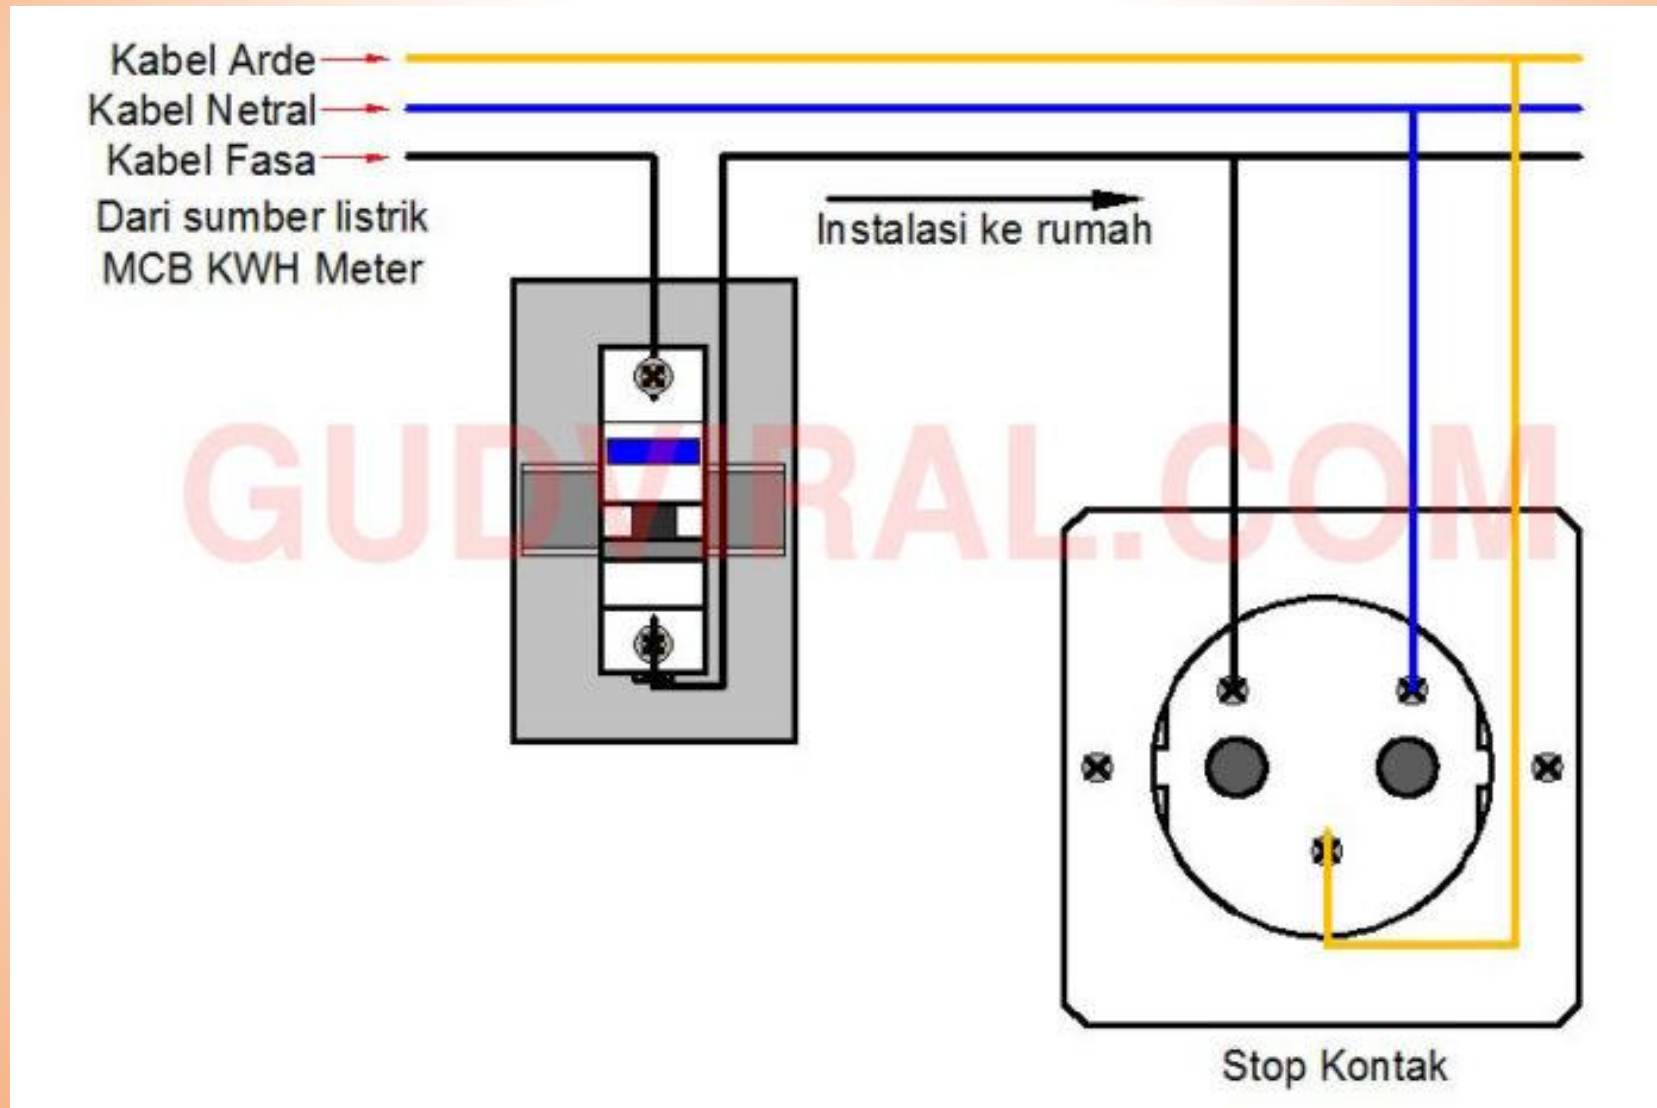 Kabel Arde
Kabel Netral
Kabel Fasa
Dari sumber listrik
MCB KWH Meter
Instalasi ke rumah
GUDVIRAL.COM
Stop Kontak